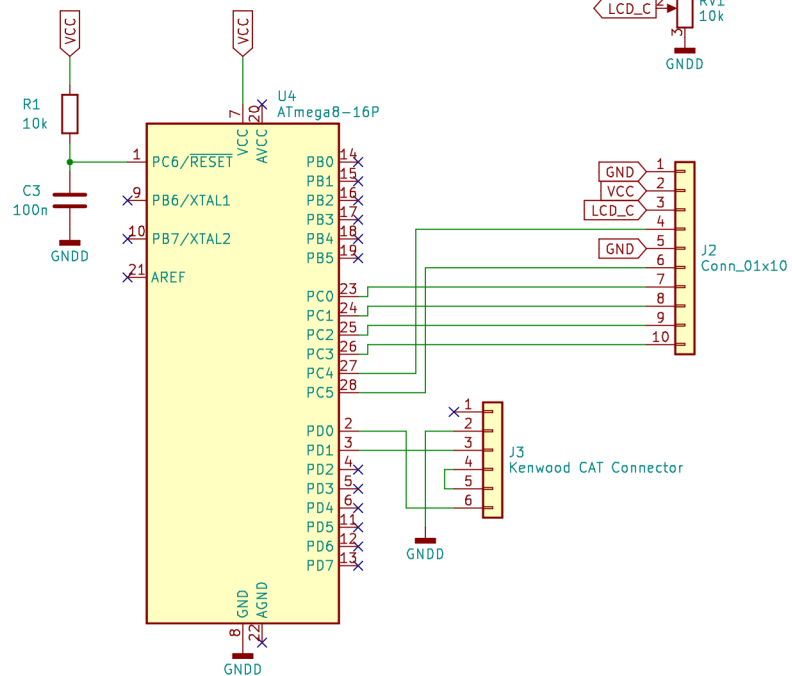 VCC
VCC
LCD_C
2
RV1
10k
3
GNDD
R1
10k
U4
ATmega8-16P
7
20
VCC
AVCC
1
PC6/RESET
C3
100n
GNDD
9
PB6/XTAL1
10
PB7/XTAL2
21
AREF
PB0
14
PB1
15
PB2
16
PB3
17
PB4
18
PB5
19
PC0
23
PC1
24
PC2
25
PC3
26
PC4
27
PC5
28
PD0
2
PD1
3
PD2
4
PD3
5
PD4
6
PD5
11
PD6
12
PD7
13
GND
AGND
8
22
GNDD
GND
1
VCC
2
LCD_C
3
4
GND
5
6
7
8
9
10
J2
Conn_01x10
1
2
3
4
5
6
J3
Kenwood CAT Connector
GNDD